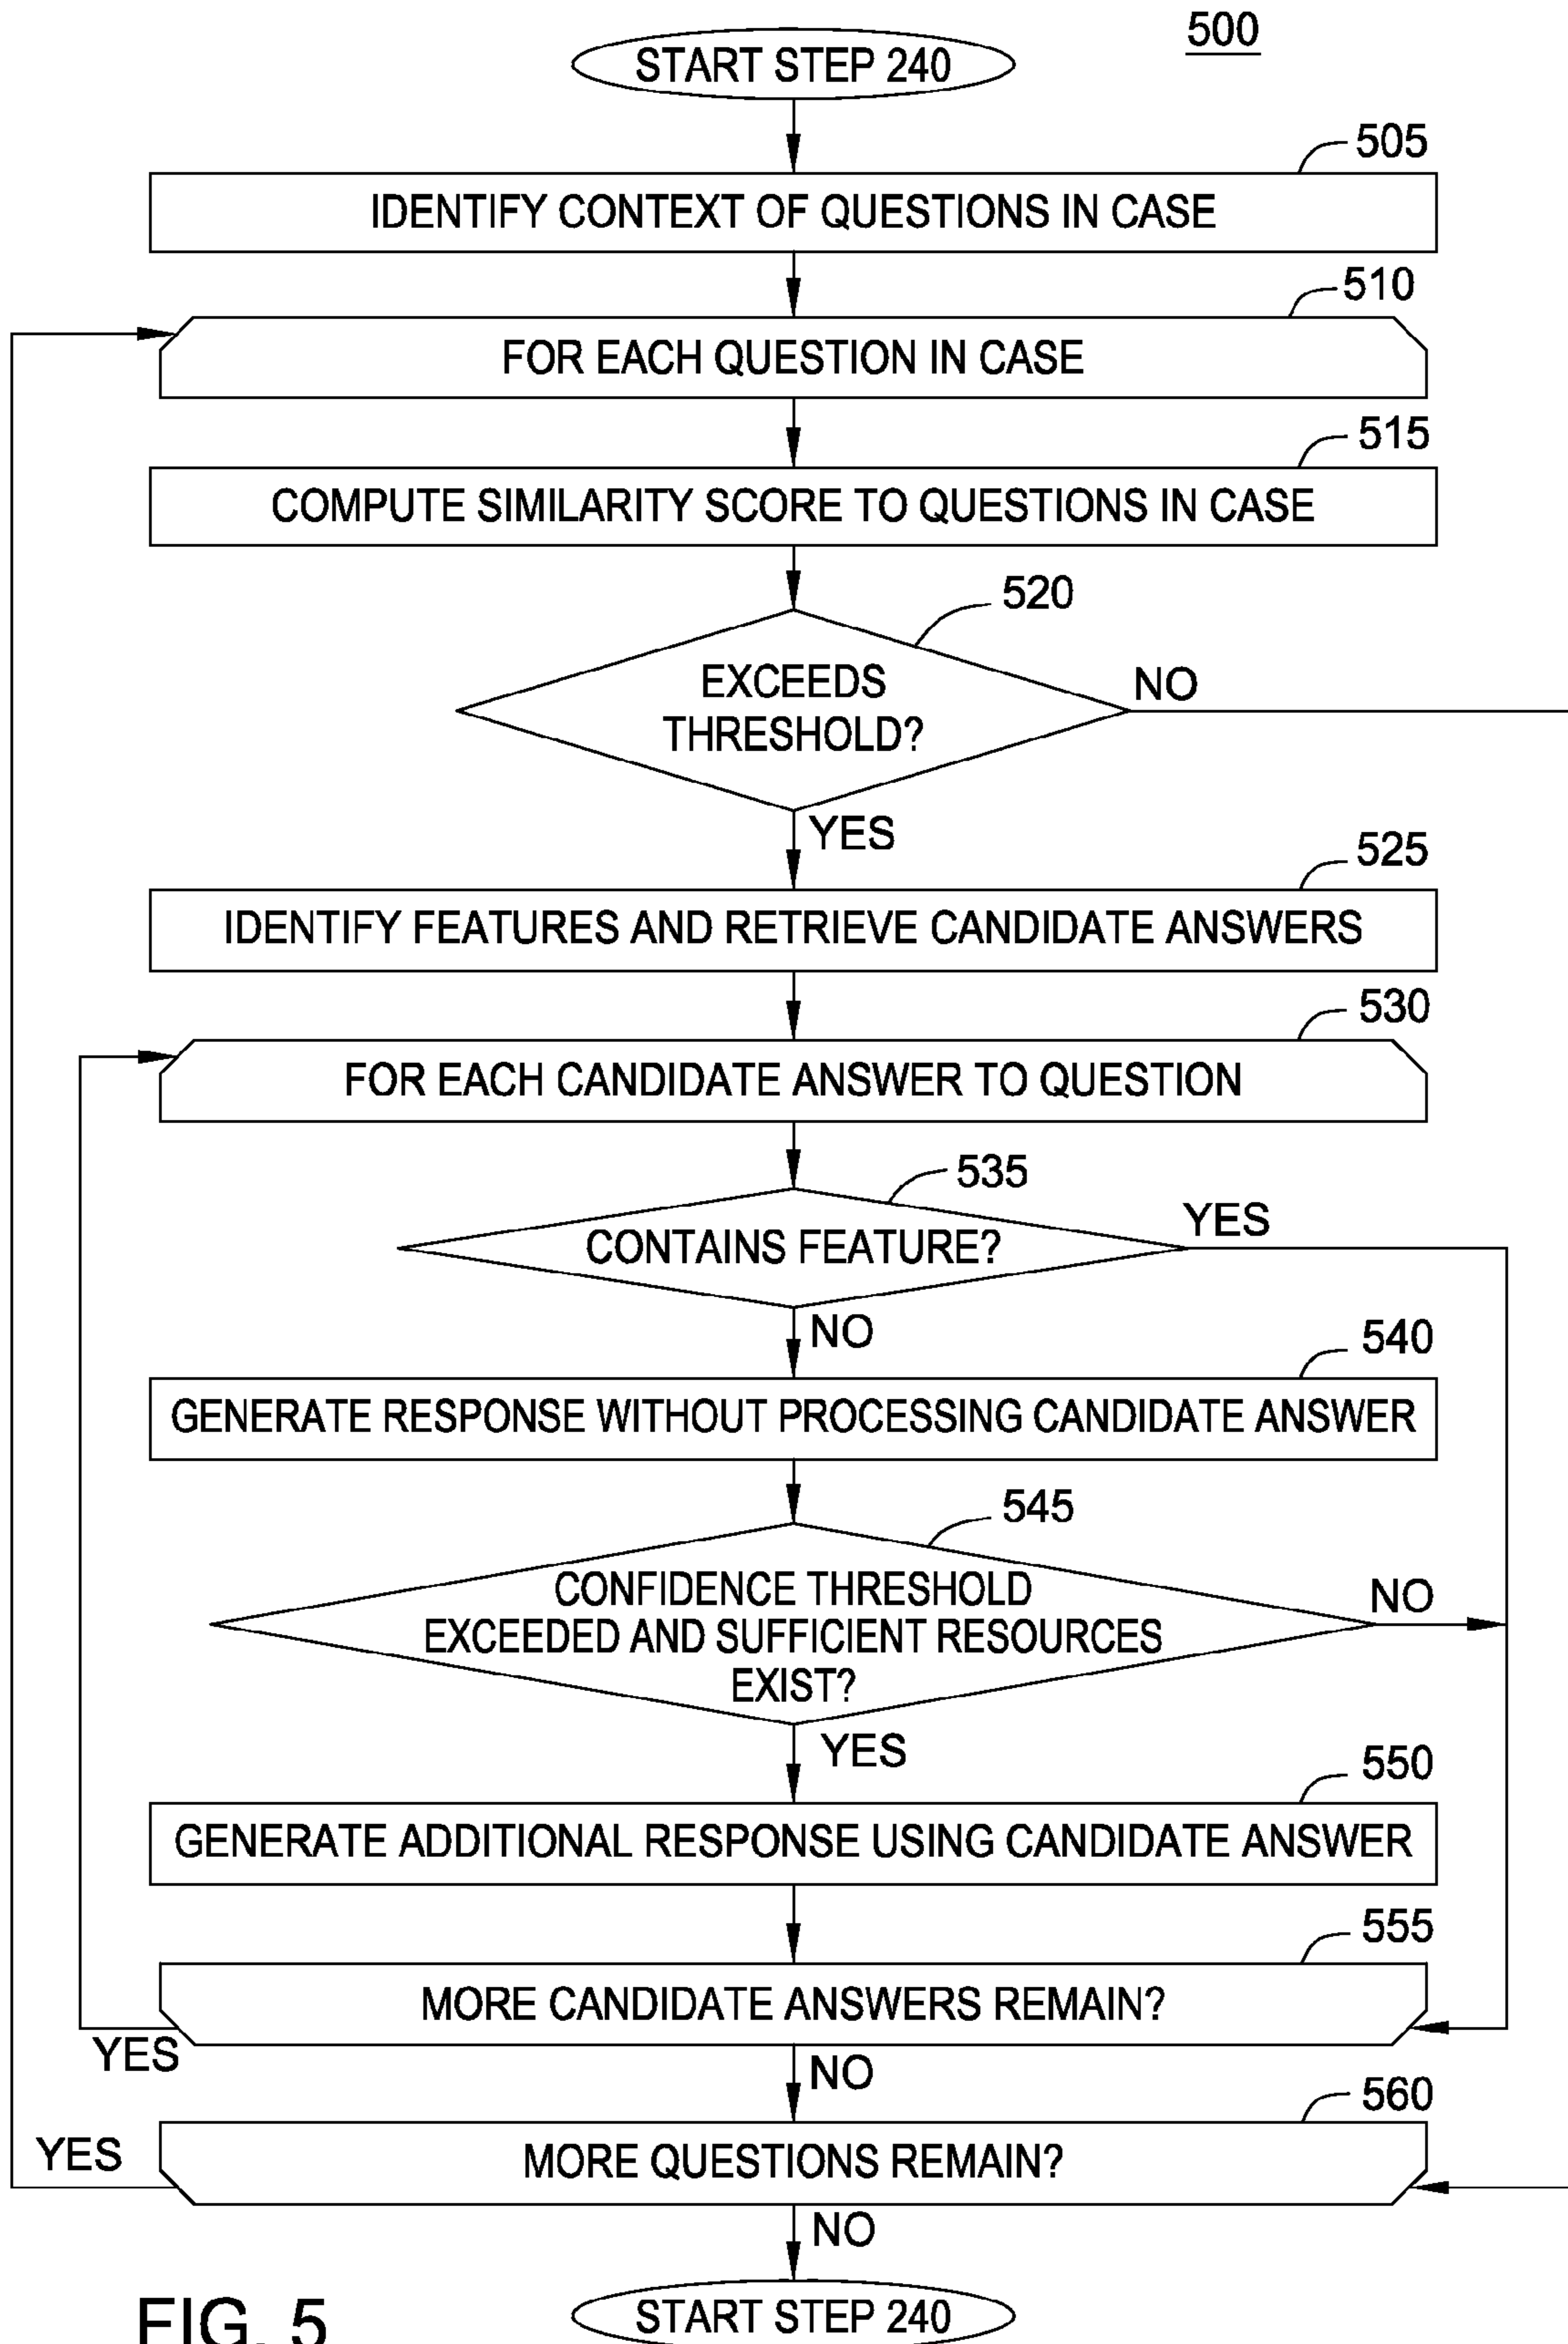 500
START STEP 240
505
IDENTIFY CONTEXT OF QUESTIONS IN CASE
510
FOR EACH QUESTION IN CASE
515
COMPUTE SIMILARITY SCORE TO QUESTIONS IN CASE
520
EXCEEDS
THRESHOLD?
NO
YES
525
IDENTIFY FEATURES AND RETRIEVE CANDIDATE ANSWERS
530
FOR EACH CANDIDATE ANSWER TO QUESTION
535
CONTAINS FEATURE?
YES
NO
540
GENERATE RESPONSE WITHOUT PROCESSING CANDIDATE ANSWER
545
CONFIDENCE THRESHOLD
EXCEEDED AND SUFFICIENT RESOURCES
EXIST?
NO
YES
550
GENERATE ADDITIONAL RESPONSE USING CANDIDATE ANSWER
555
MORE CANDIDATE ANSWERS REMAIN?
YES
NO
560
MORE QUESTIONS REMAIN?
YES
NO
START STEP 240
FIG. 5